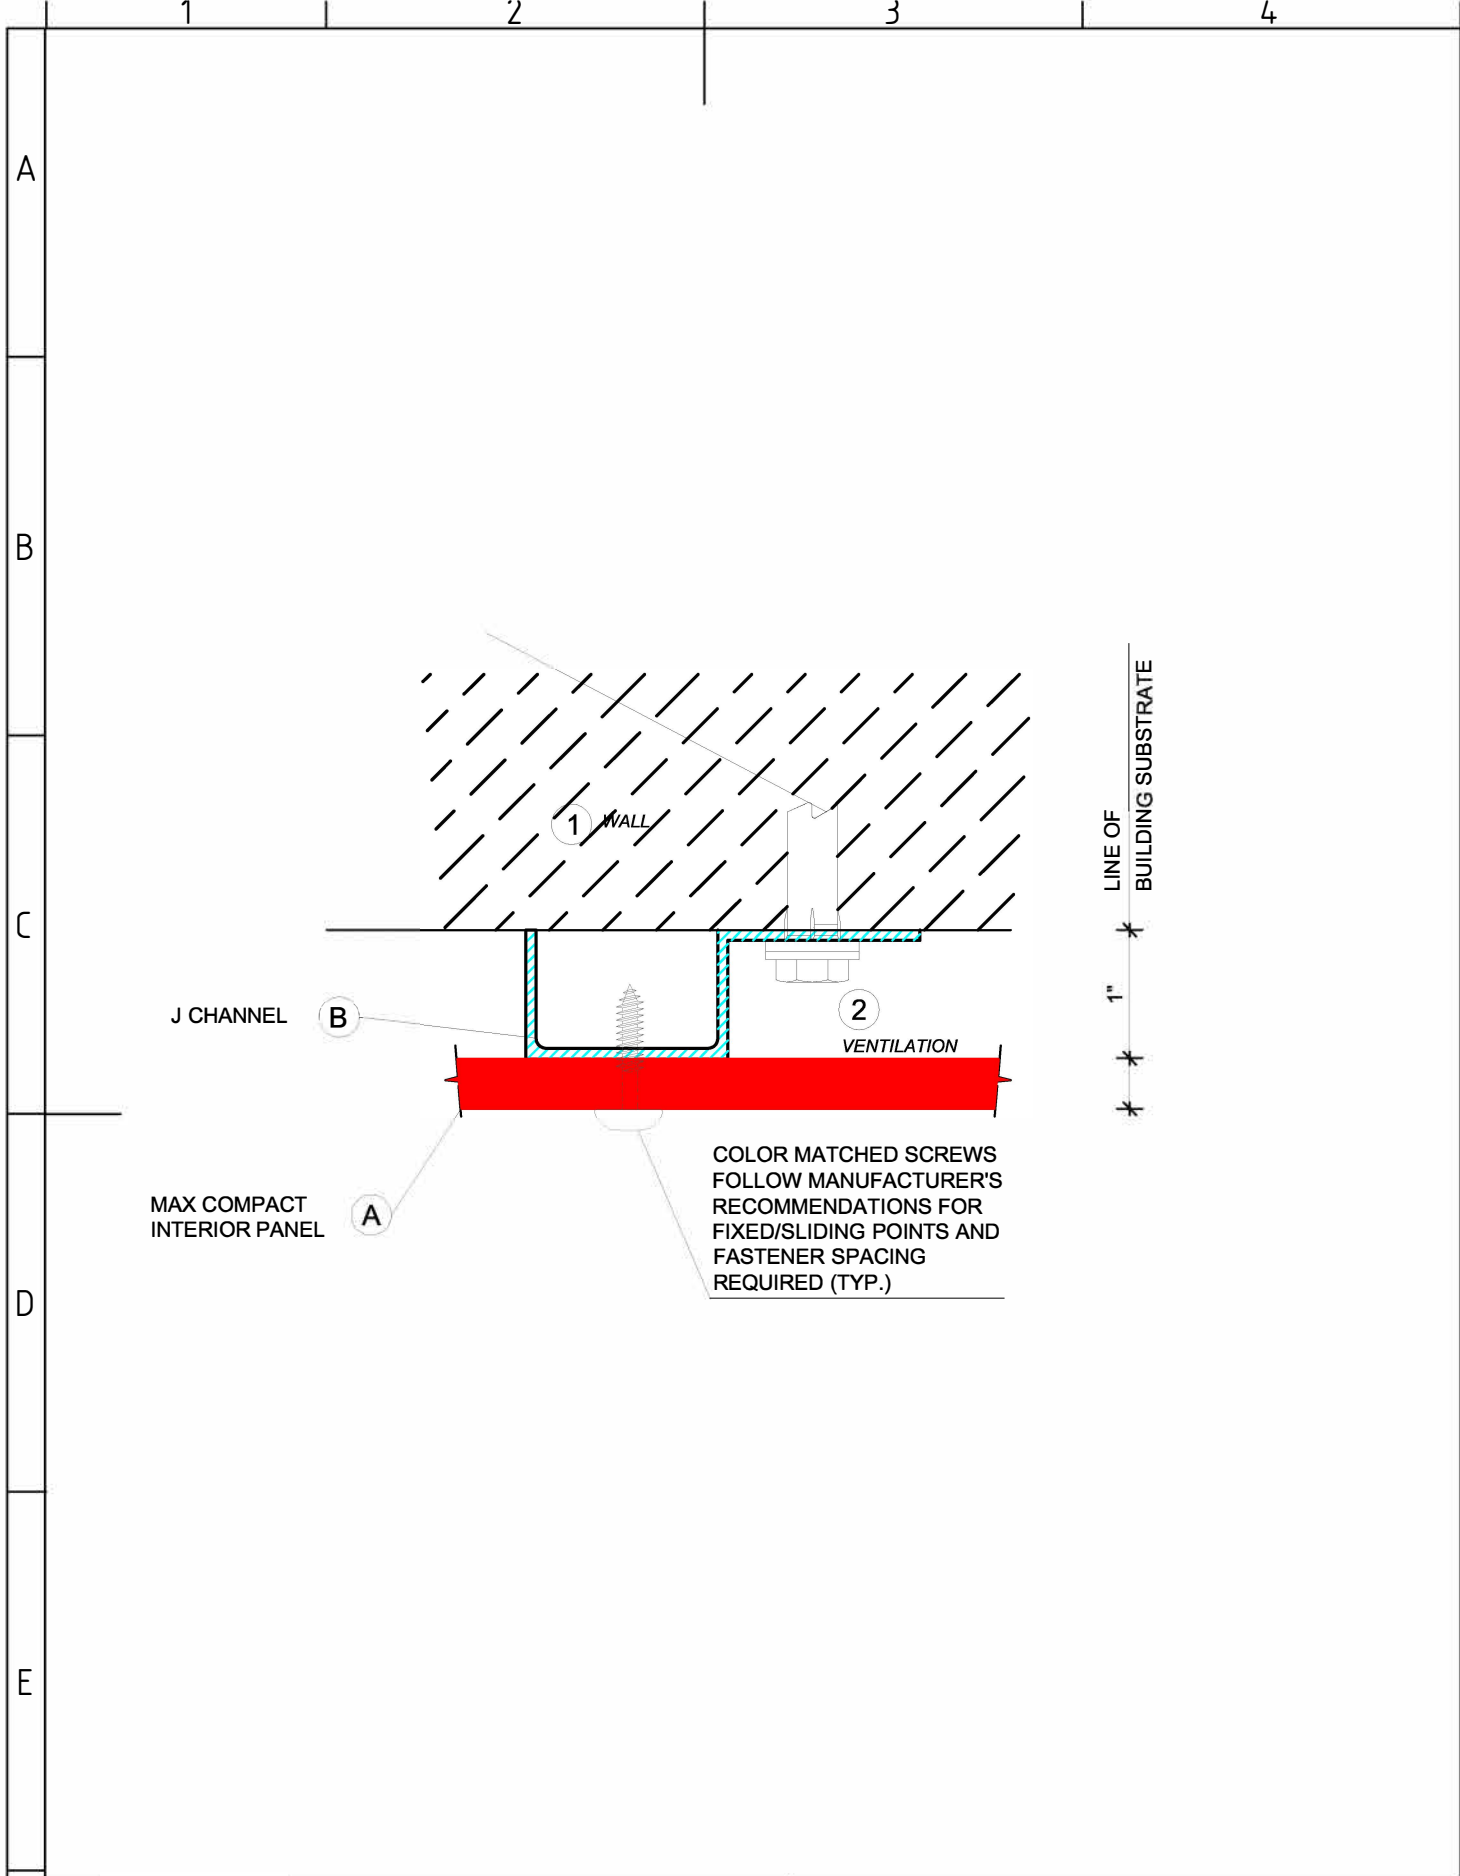 1 2 3 4
A
B
C
D
E
1 WALL
LINE OF
BUILDING SUBSTRATE
J CHANNEL B
1"
2
VENTILATION
MAX COMPACT
INTERIOR PANEL A
COLOR MATCHED SCREWS
FOLLOW MANUFACTURER'S
RECOMMENDATIONS FOR
FIXED/SLIDING POINTS AND
FASTENER SPACING
REQUIRED (TYP.)